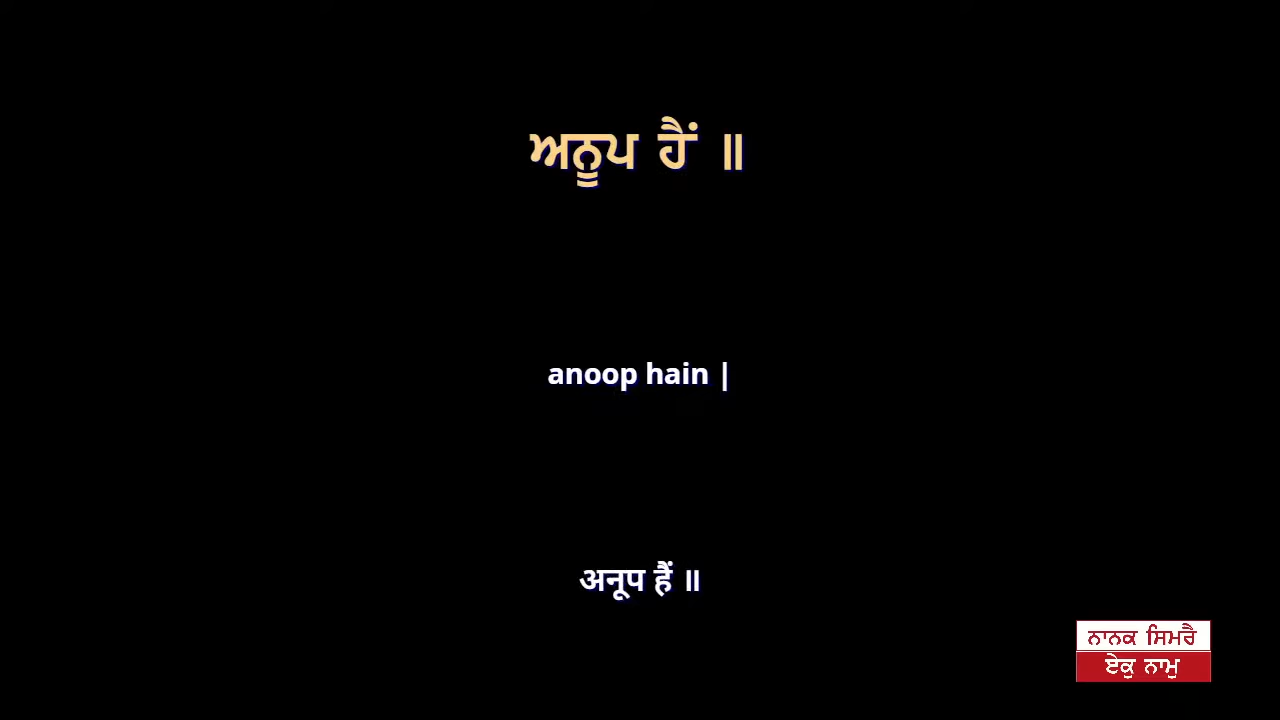 ਅਨੂਪ ਹੈਂ ॥
anoop hain |
अनूप हैं ॥
ਨਾਨਕ ਸਿਮਰੈ
ਏਕੁ ਨਾਮੁ